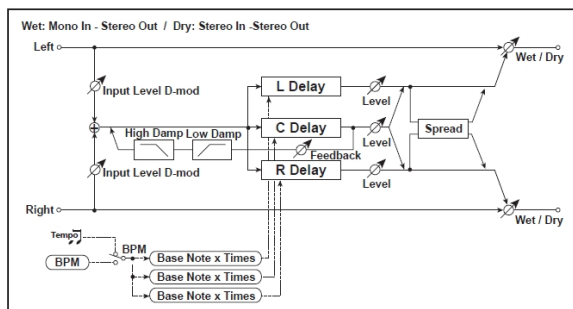 Wet: Mono In - Stereo Out / Dry: Stereo In -Stereo Out
Left
Wet / Dry
Input Level D-mod
L Delay
Level
High Damp
Low Damp
C Delay
Level
Spread
Feedback
Input Level D-mod
R Delay
Level
Right
Wet / Dry
Tempo
BPM
BPM
Base Note x Times
Base Note x Times
Base Note x Times